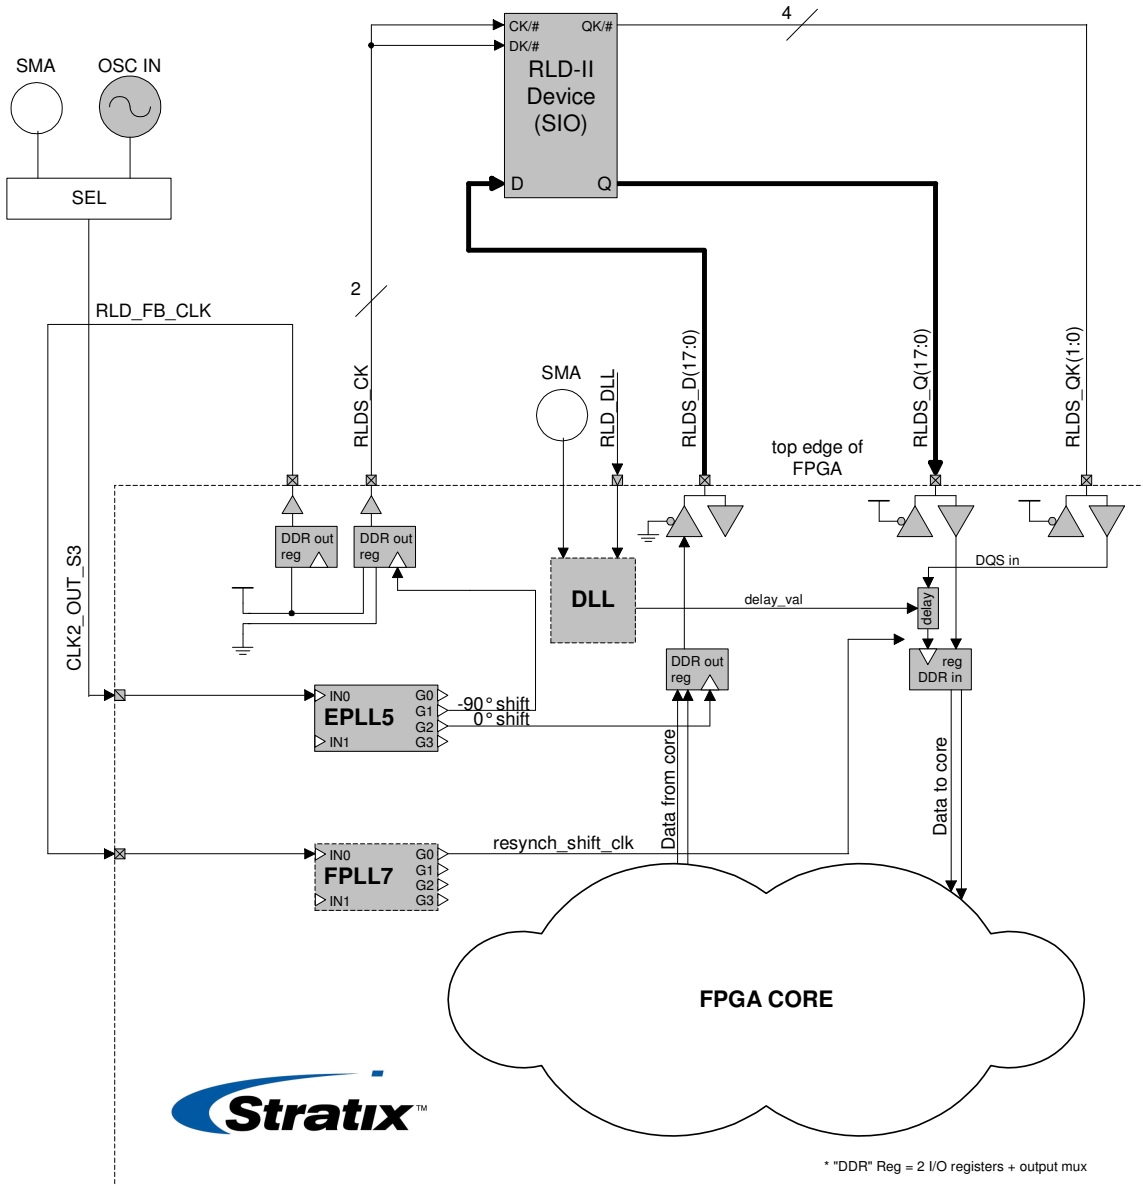 4
CK/#
QK/#
DK/#
RLD-II
Device
(SIO)
D
Q
SMA
OSC IN
SEL
2
RLD_FB_CLK
RLDS_CK
SMA
RLD_DLL
RLDS_D(17:0)
top edge of
FPGA
RLDS_Q(17:0)
RLDS_QK(1:0)
CLK2_OUT_S3
DDR out
reg
DDR out
reg
DLL
delay_val
DQS in
delay
DDR out
reg
reg
DDR in
IN0
EPLL5
IN1
G0
G1
G2
G3
-90° shift
0° shift
Data from core
Data to core
IN0
FPLL7
IN1
G0
G1
G2
G3
resynch_shift_clk
FPGA CORE
Stratix™
* "DDR" Reg = 2 I/O registers + output mux